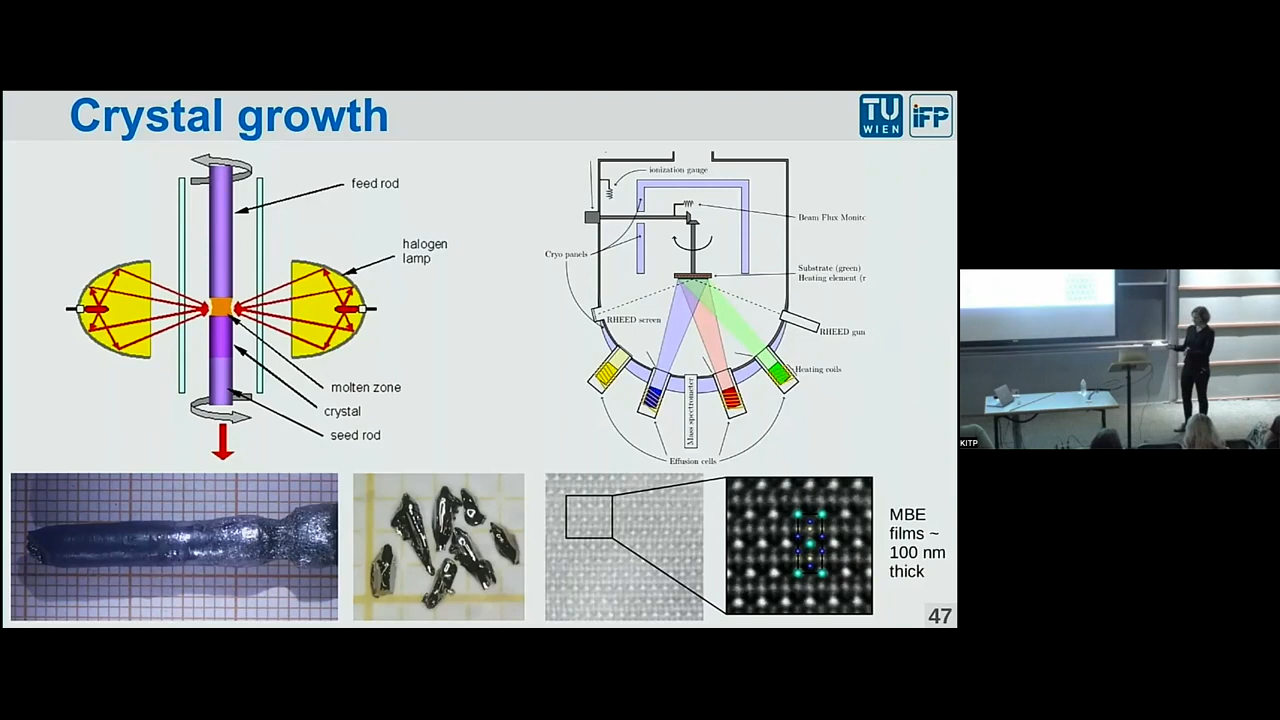 Crystal growth
TU
WIEN
iFP
feed rod
halogen
lamp
molten zone
crystal
seed rod
ionization gauge
Beam Flux Monitc
Cryo panels
Substrate (green)
Heating element (r
RHEED screen
RHEED gun
Heating coils
Mass spectrometer
Effusion cells
MBE
films ~
100 nm
thick
47
KITP